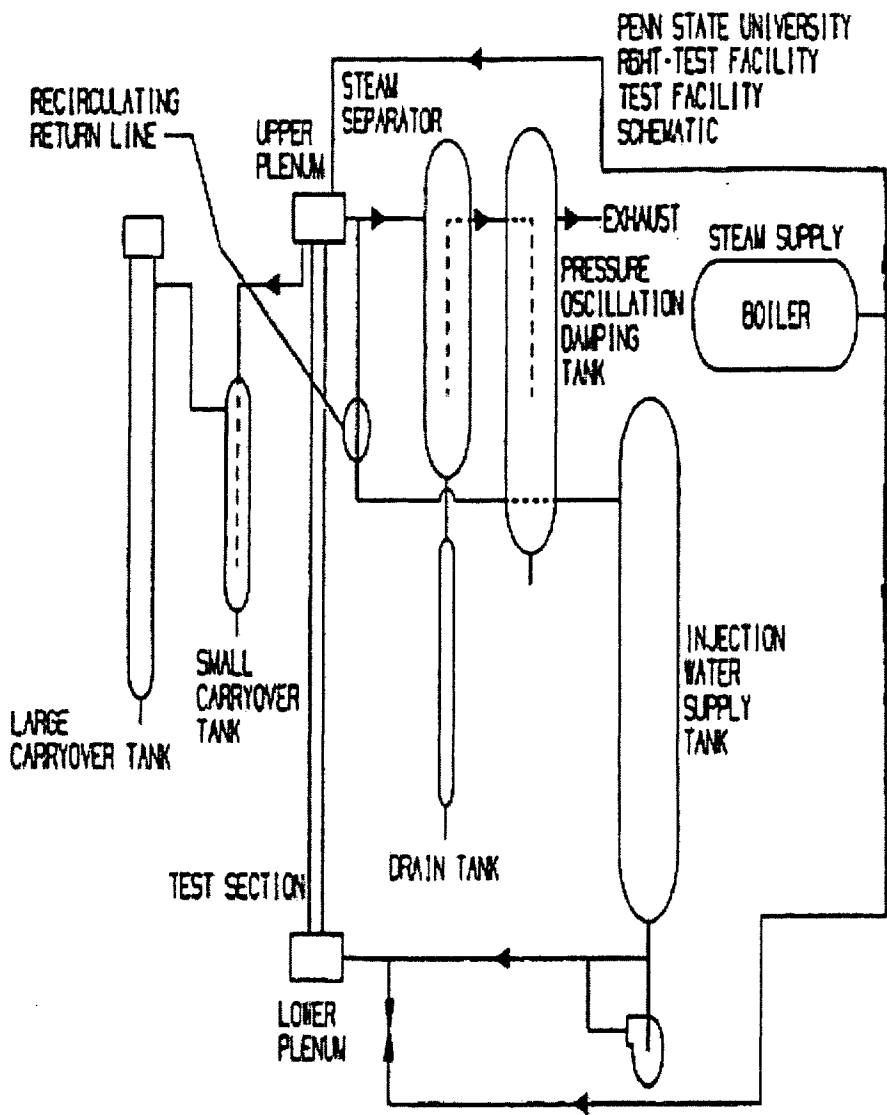 PENN STATE UNIVERSITY
RBHT-TEST FACILITY
TEST FACILITY
SCHEMATIC
RECIRCULATING
RETURN LINE
STEAM
SEPARATOR
UPPER
PLENUM
EXHAUST
STEAM SUPPLY
BOILER
PRESSURE
OSCILLATION
DAMPING
TANK
INJECTION
WATER
SUPPLY
TANK
SMALL
CARRYOVER
TANK
LARGE
CARRYOVER TANK
DRAIN TANK
TEST SECTION
LOWER
PLENUM